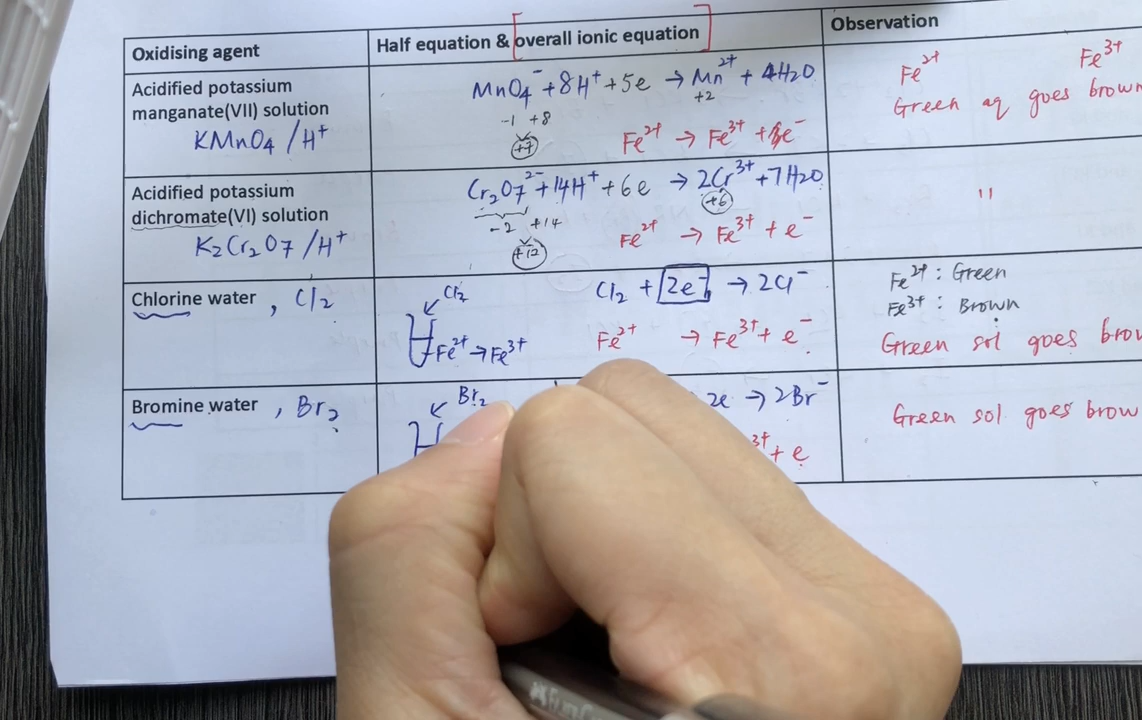 Oxidising agent
Half equation & overall ionic equation
Observation
Acidified potassium
manganate(VII) solution
KMnO4 /H⁺
MnO4⁻ + 8H⁺ + 5e → Mn²⁺ + 4H2O
+2
-1 +8
+7
Fe²⁺ → Fe³⁺ + e⁻
Fe²⁺ Fe³⁺
Green aq goes brown
Acidified potassium
dichromate(VI) solution
K2Cr2O7 /H⁺
Cr2O7²⁻ + 14H⁺ + 6e → 2Cr³⁺ + 7H2O
+6
-2 +14
+12
Fe²⁺ → Fe³⁺ + e⁻
"
Chlorine water , Cl2
Cl2
Fe²⁺ → Fe³⁺
Cl2 + 2e⁻ → 2Cl⁻
Fe²⁺ → Fe³⁺ + e⁻
Fe²⁺ : Green
Fe³⁺ : Brown
Green sol goes brow
Bromine water , Br2
Br2
2e → 2Br⁻
3+ + e
Green sol goes brow